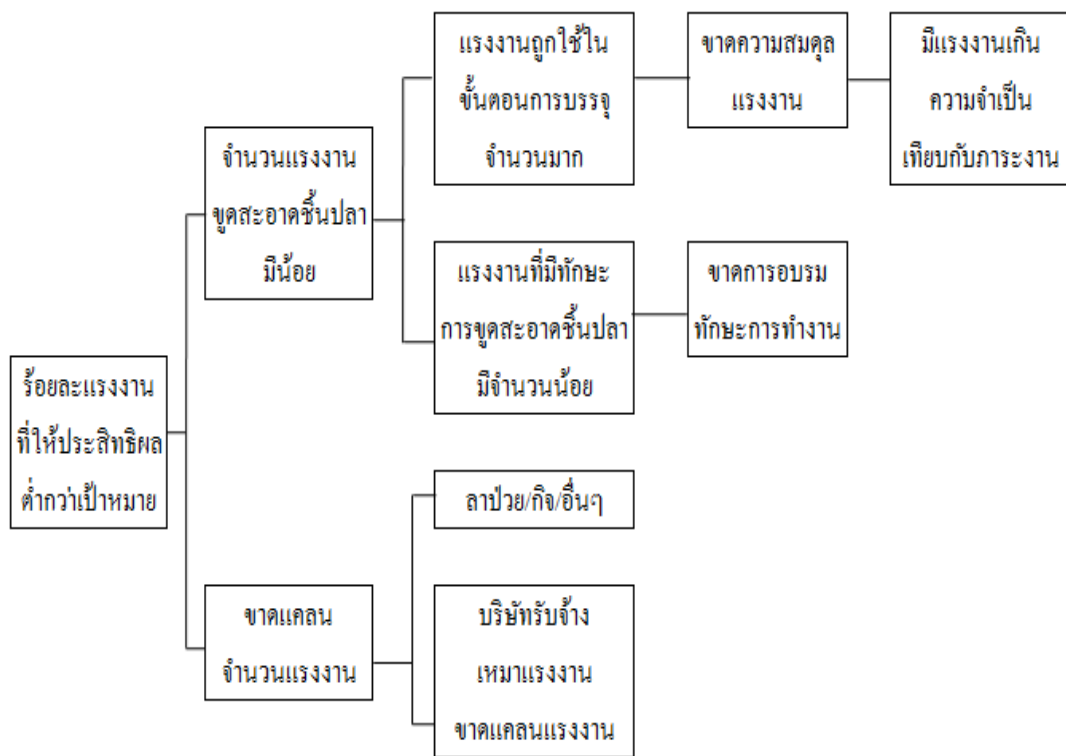 แรงงานถูกใช้ใน
ขั้นตอนการบรรจุ
จำนวนมาก
ขาดความสมดุล
แรงงาน
มีแรงงานเกิน
ความจำเป็น
เทียบกับภาระงาน
จำนวนแรงงาน
ขูดสะอาดชิ้นปลา
มีน้อย
แรงงานที่มีทักษะ
การขูดสะอาดชิ้นปลา
มีจำนวนน้อย
ขาดการอบรม
ทักษะการทำงาน
ร้อยละแรงงาน
ที่ให้ประสิทธิผล
ต่ำกว่าเป้าหมาย
ลาป่วย/กิจ/อื่นๆ
ขาดแคลน
จำนวนแรงงาน
บริษัทรับจ้าง
เหมาแรงงาน
ขาดแคลนแรงงาน